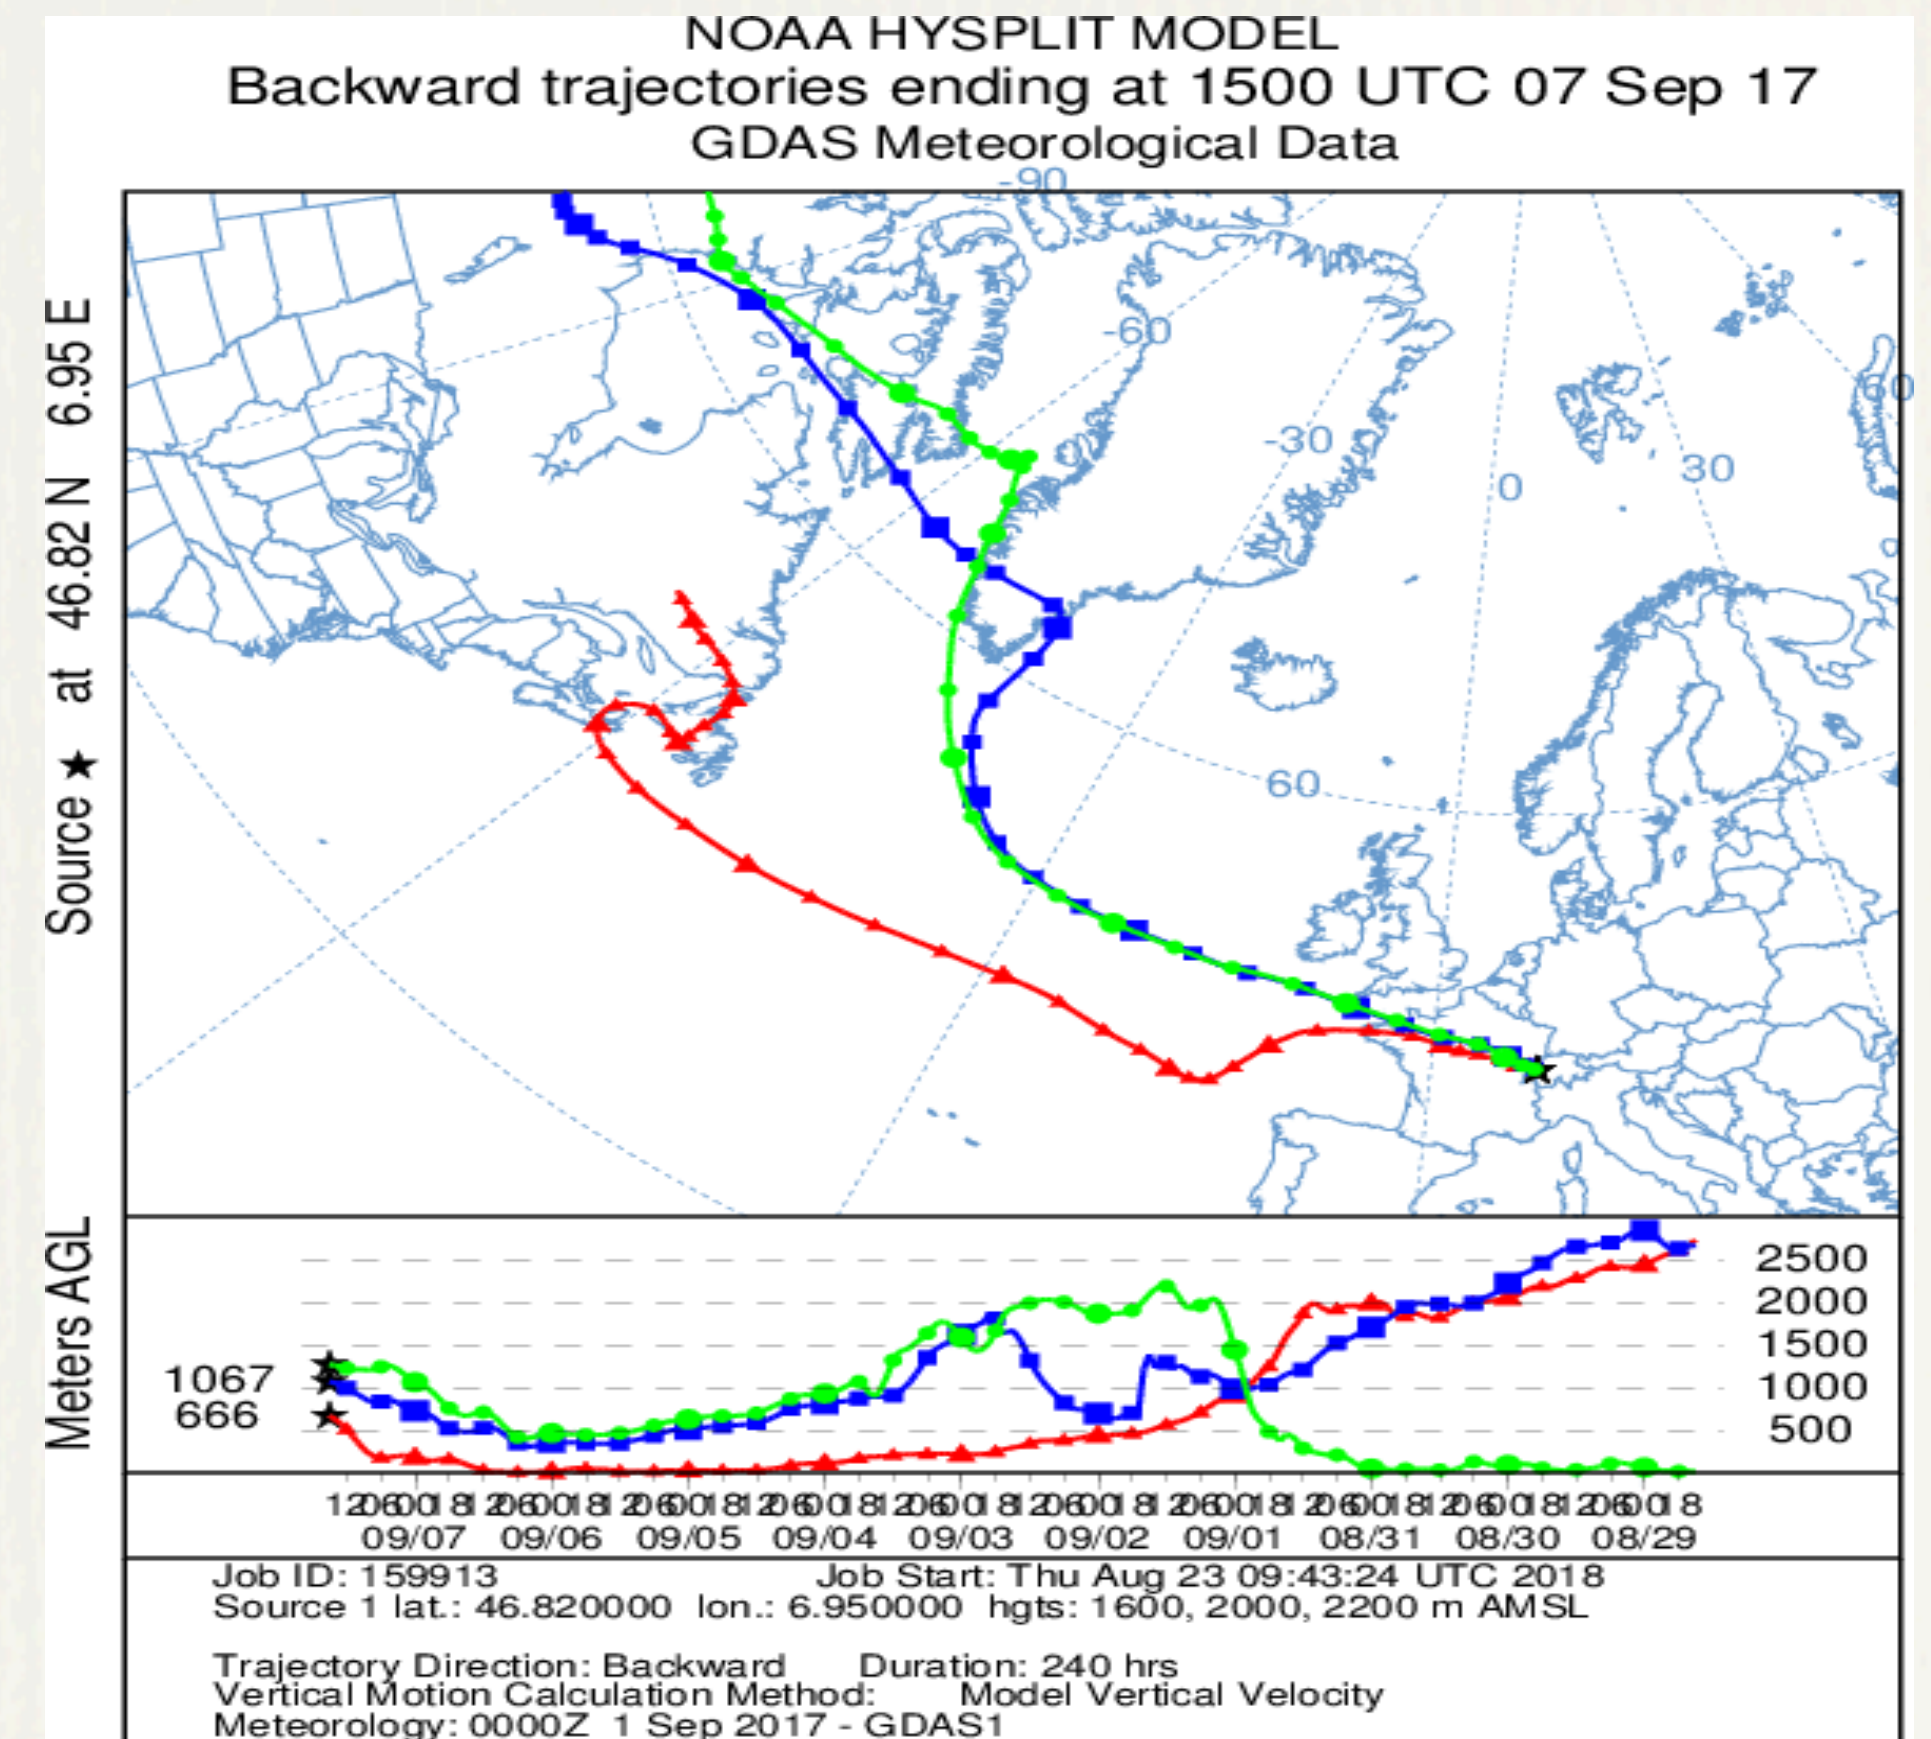 NOAA HYSPLIT MODEL
Backward trajectories ending at 1500 UTC 07 Sep 17
GDAS Meteorological Data
Source ★ at 46.82 N 6.95 E
-90
-60
60
-30
30
0
60
Meters AGL
2500
2000
1500
1067
1000
666
500
09/07 09/06 09/05 09/04 09/03 09/02 09/01 08/31 08/30 08/29
Job ID: 159913 Job Start: Thu Aug 23 09:43:24 UTC 2018
Source 1 lat.: 46.820000 lon.: 6.950000 hgts: 1600, 2000, 2200 m AMSL
Trajectory Direction: Backward Duration: 240 hrs
Vertical Motion Calculation Method: Model Vertical Velocity
Meteorology: 0000Z 1 Sep 2017 - GDAS1